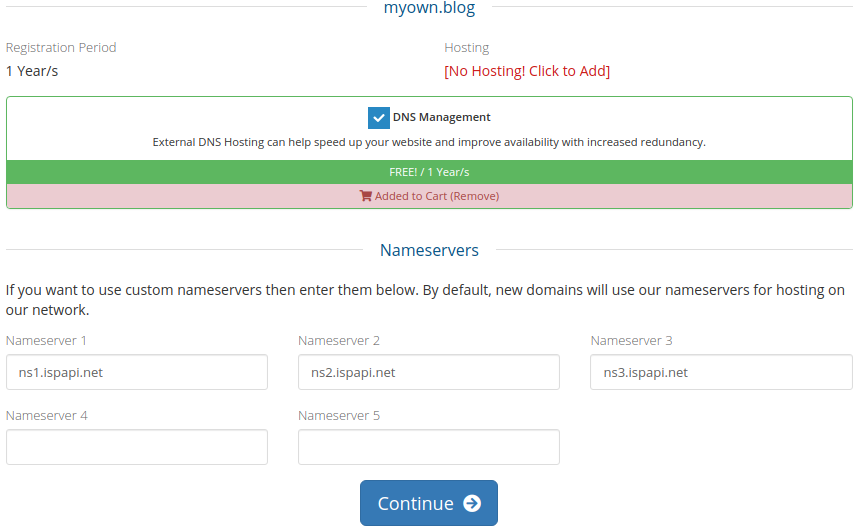 myown.blog
Registration Period
Hosting
1 Year/s
[No Hosting! Click to Add]
DNS Management
External DNS Hosting can help speed up your website and improve availability with increased redundancy.
FREE! / 1 Year/s
Added to Cart (Remove)
Nameservers
If you want to use custom nameservers then enter them below. By default, new domains will use our nameservers for hosting on
our network.
Nameserver 1
Nameserver 2
Nameserver 3
ns1.ispapi.net
ns2.ispapi.net
ns3.ispapi.net
Nameserver 4
Nameserver 5
Continue